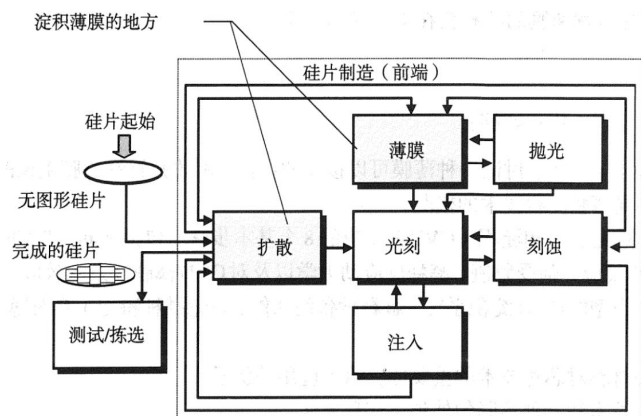 淀积薄膜的地方
硅片制造（前端）
硅片起始
薄膜
抛光
无图形硅片
完成的硅片
扩散
光刻
刻蚀
测试/拣选
注入